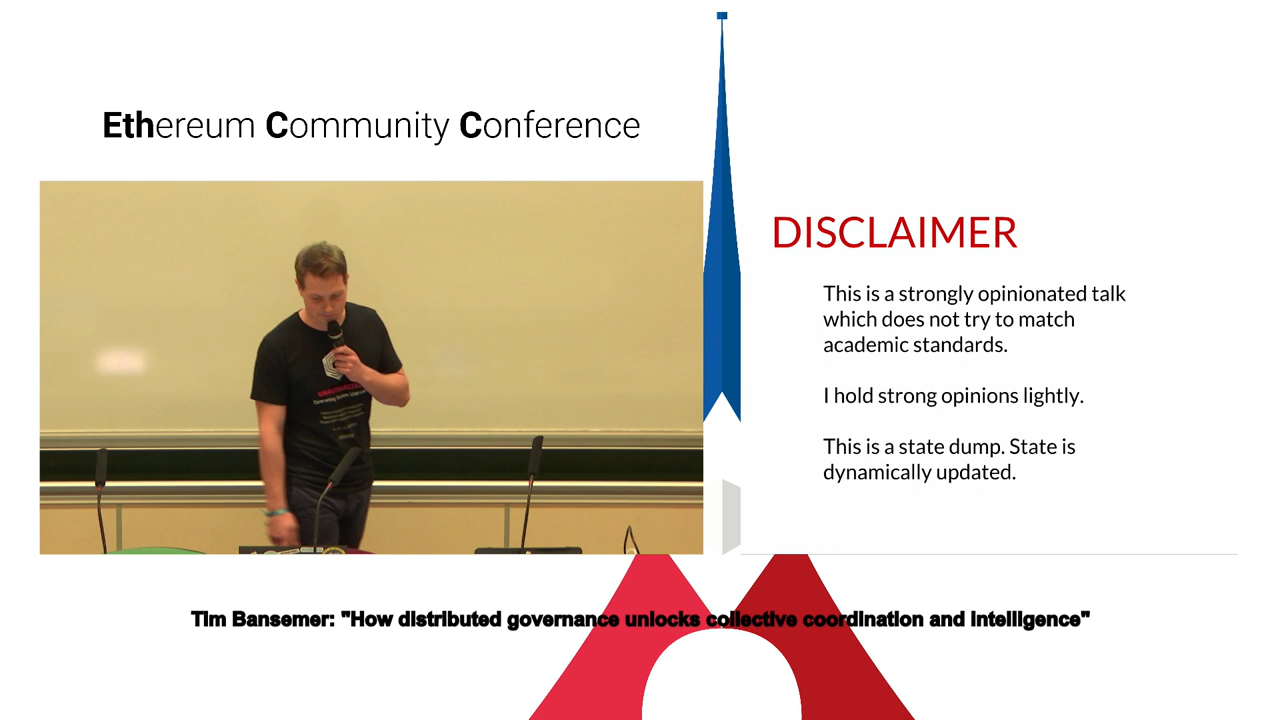 Ethereum Community Conference
DISCLAIMER
This is a strongly opinionated talk
which does not try to match
academic standards.
I hold strong opinions lightly.
This is a state dump. State is
dynamically updated.
Tim Bansemer: "How distributed governance unlocks collective coordination and intelligence"